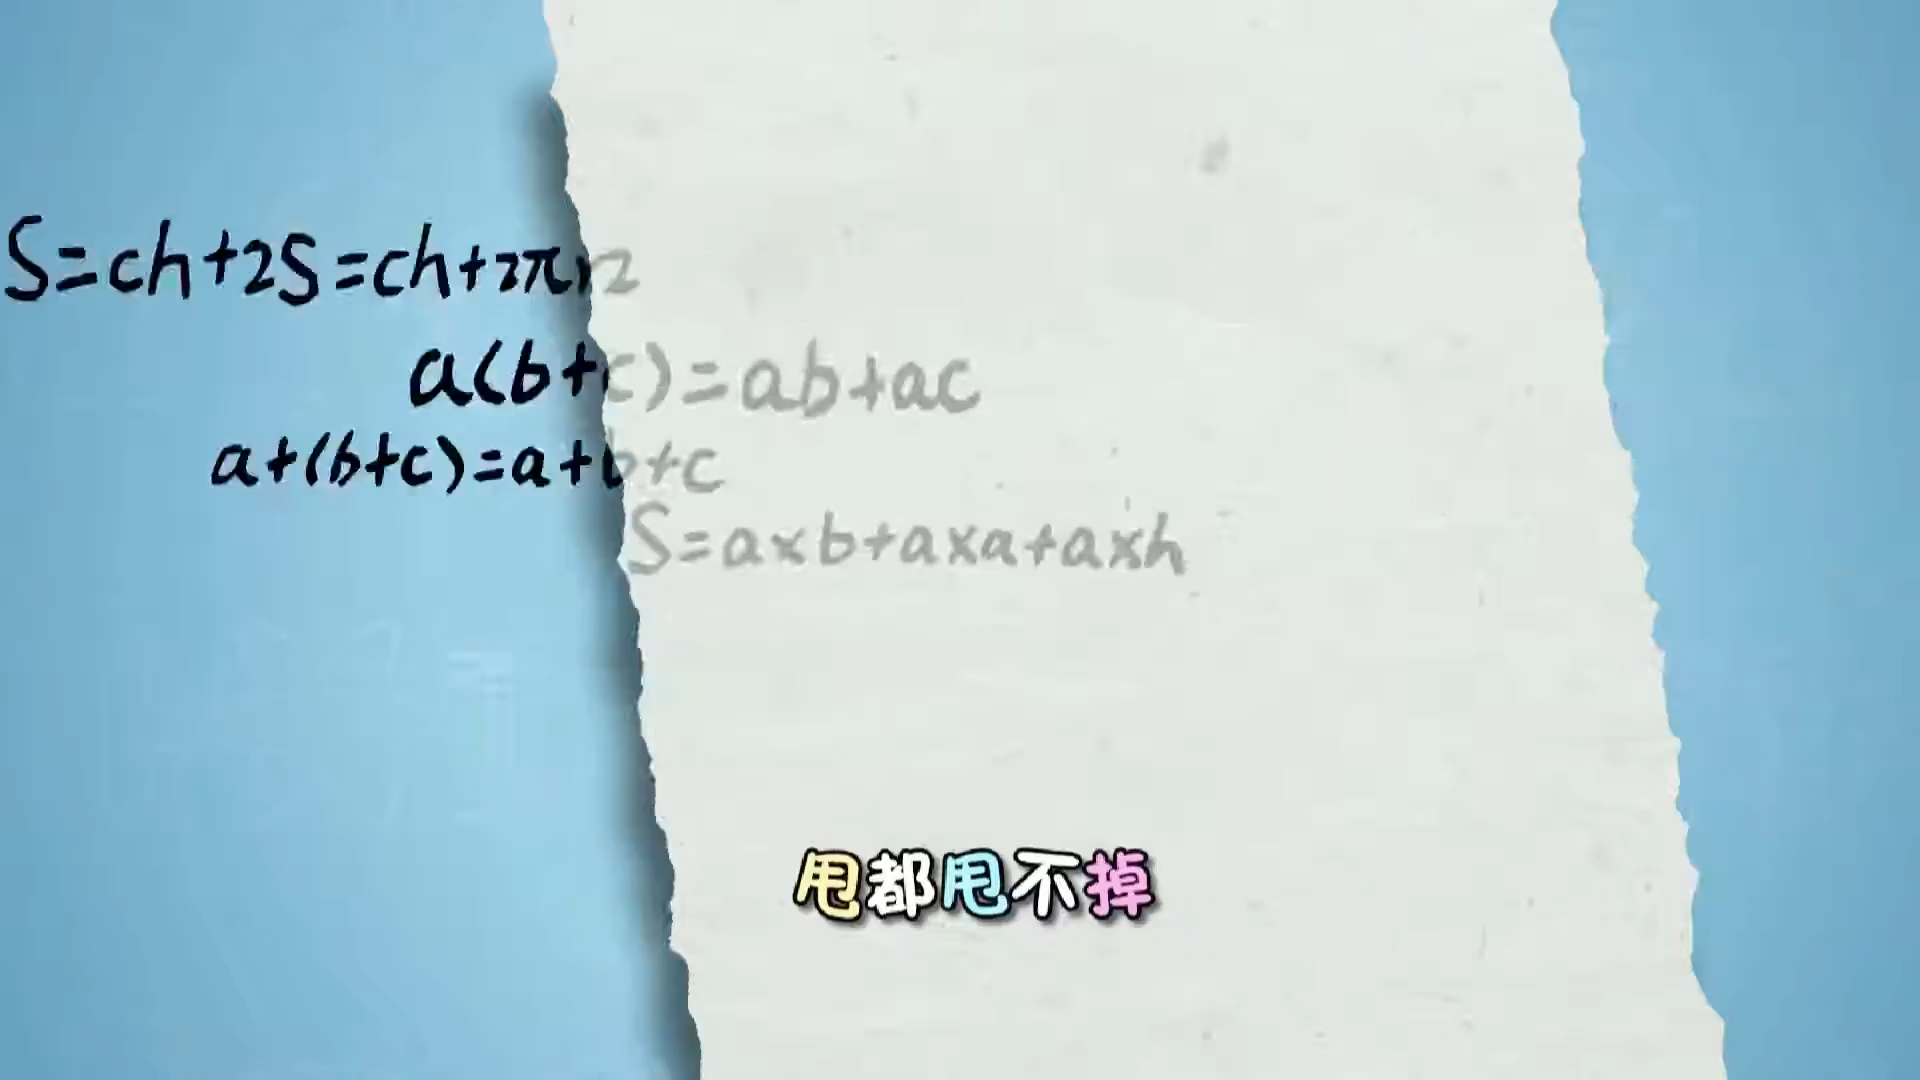 S=ch+2S=ch+2πr2
a(b+c)=ab+ac
a+(b+c)=a+b+c
S=a×b+a×a+a×h
甩都甩不掉